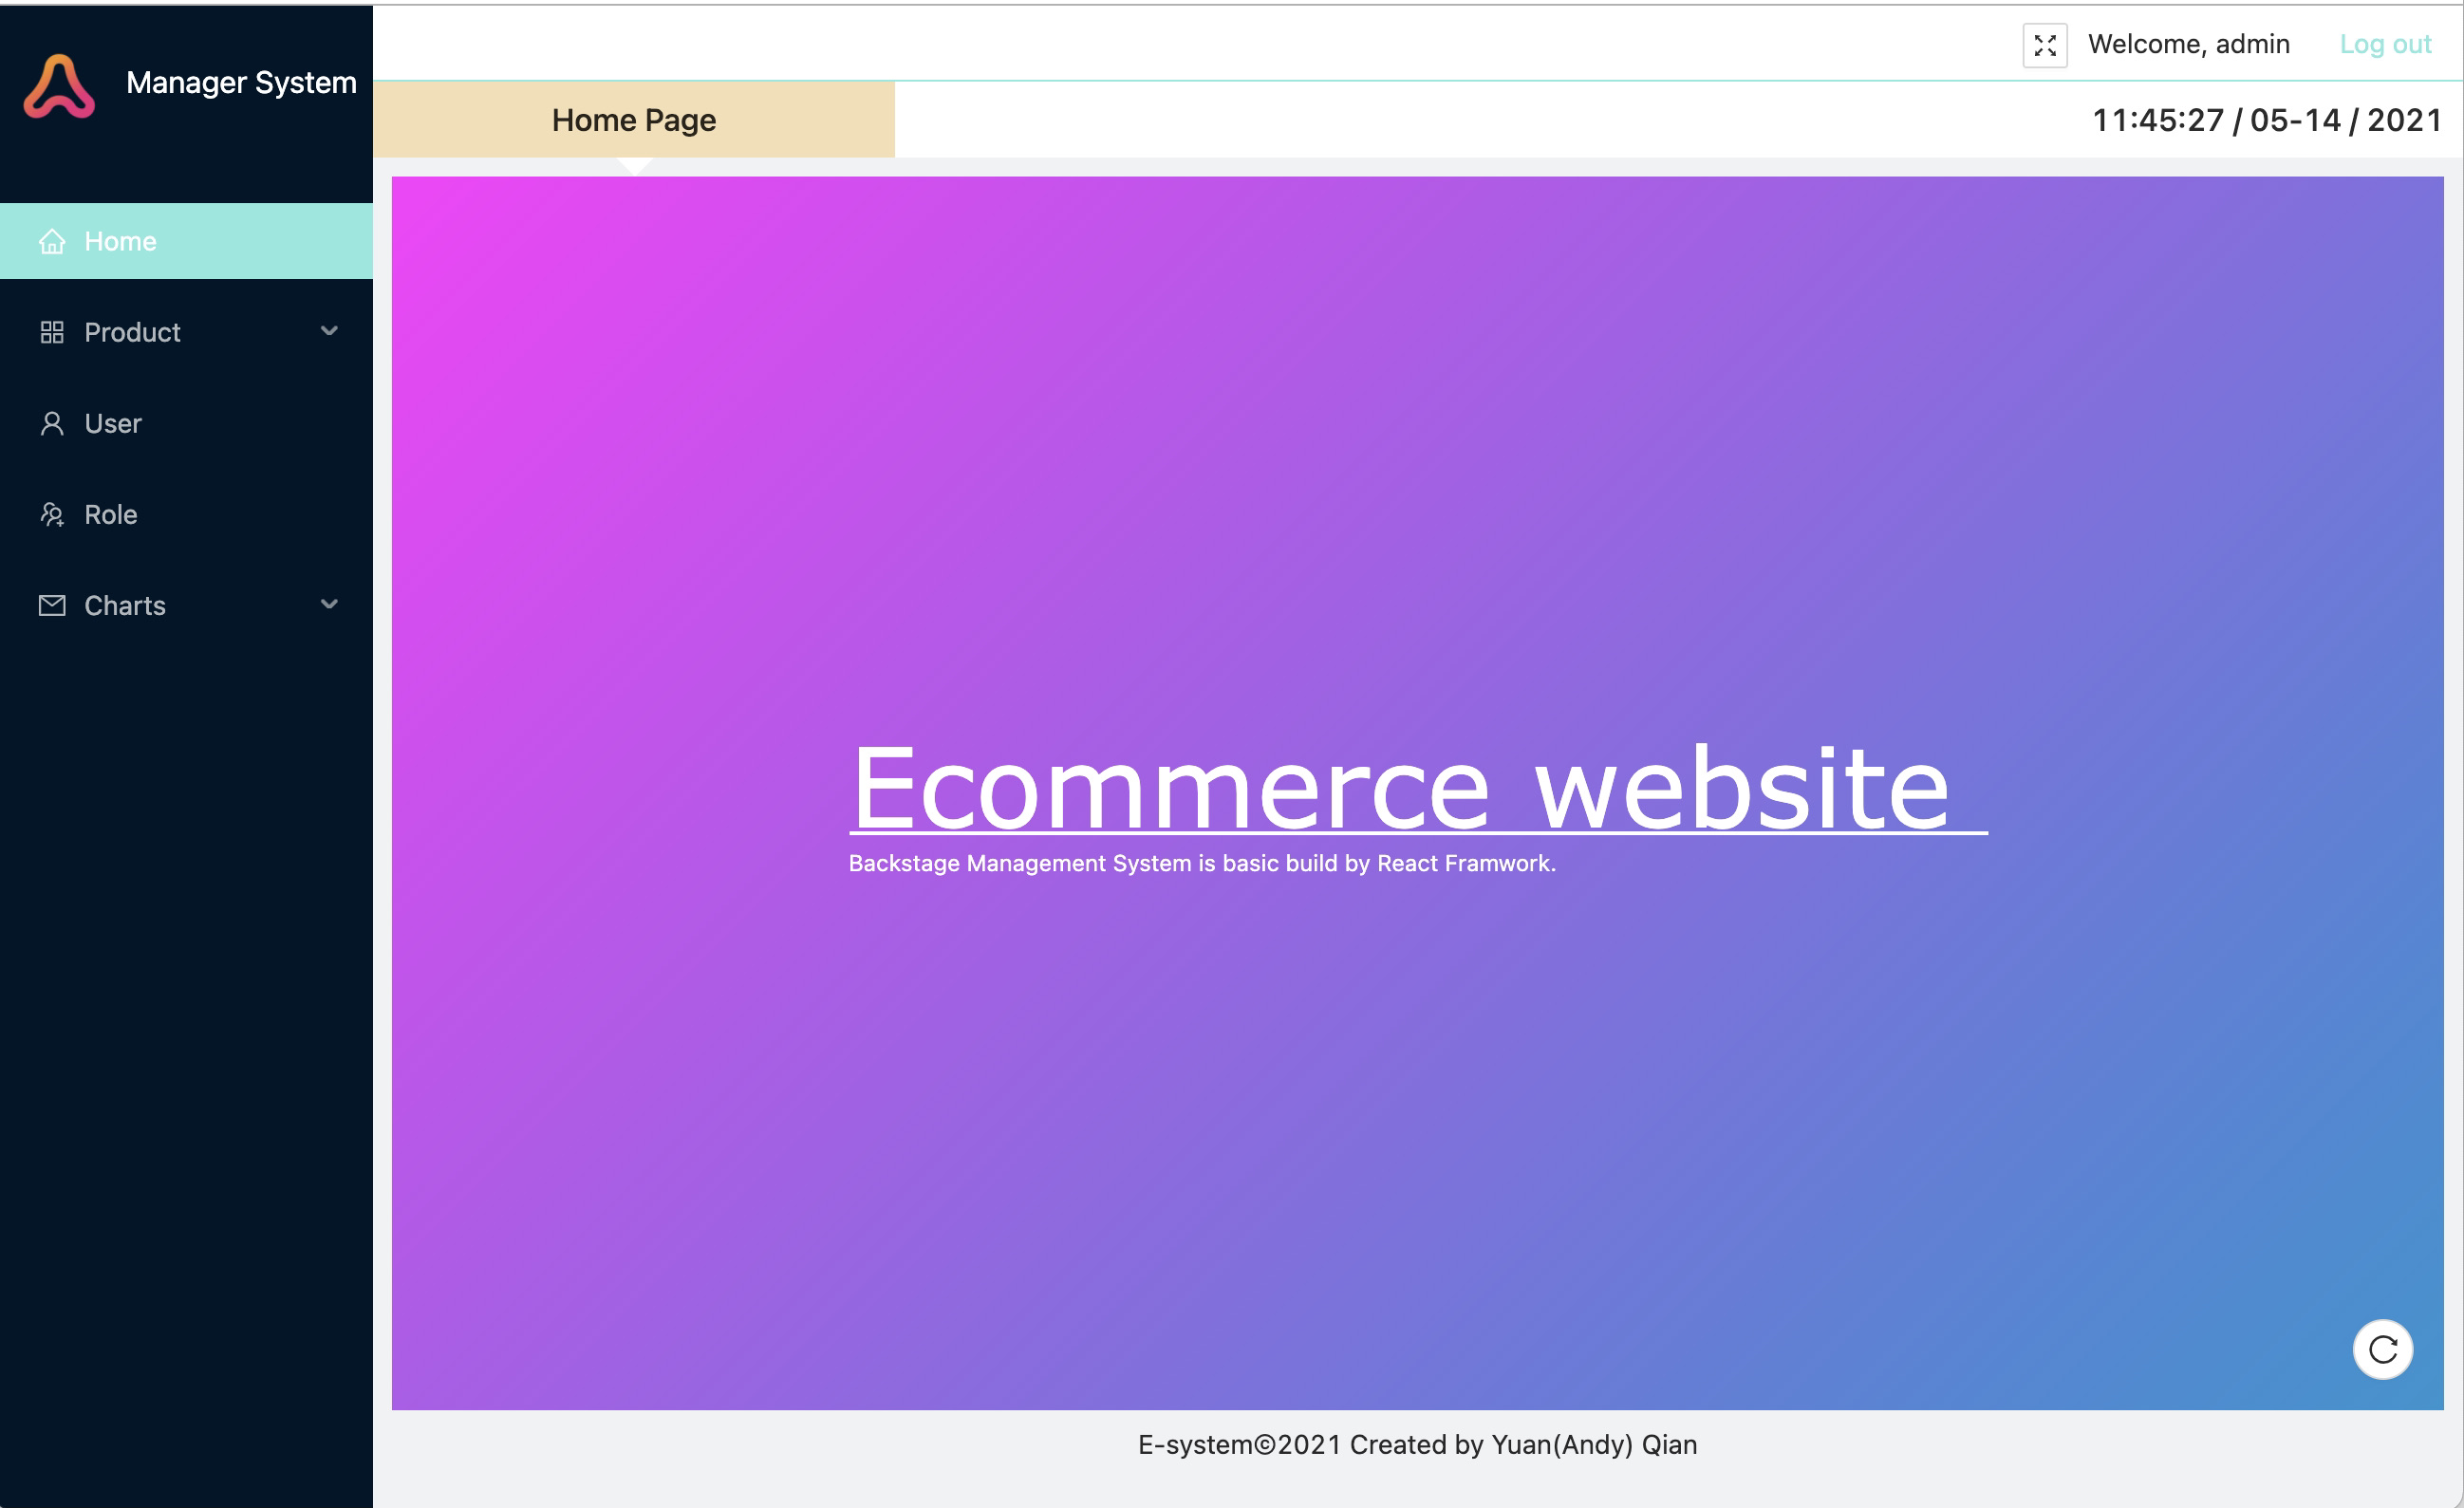 Manager System
Welcome, admin
Log out
Home Page
11:45:27 / 05-14 / 2021
Home
Product
User
Role
Charts
Ecommerce website
Backstage Management System is basic build by React Framwork.
E-system©2021 Created by Yuan(Andy) Qian